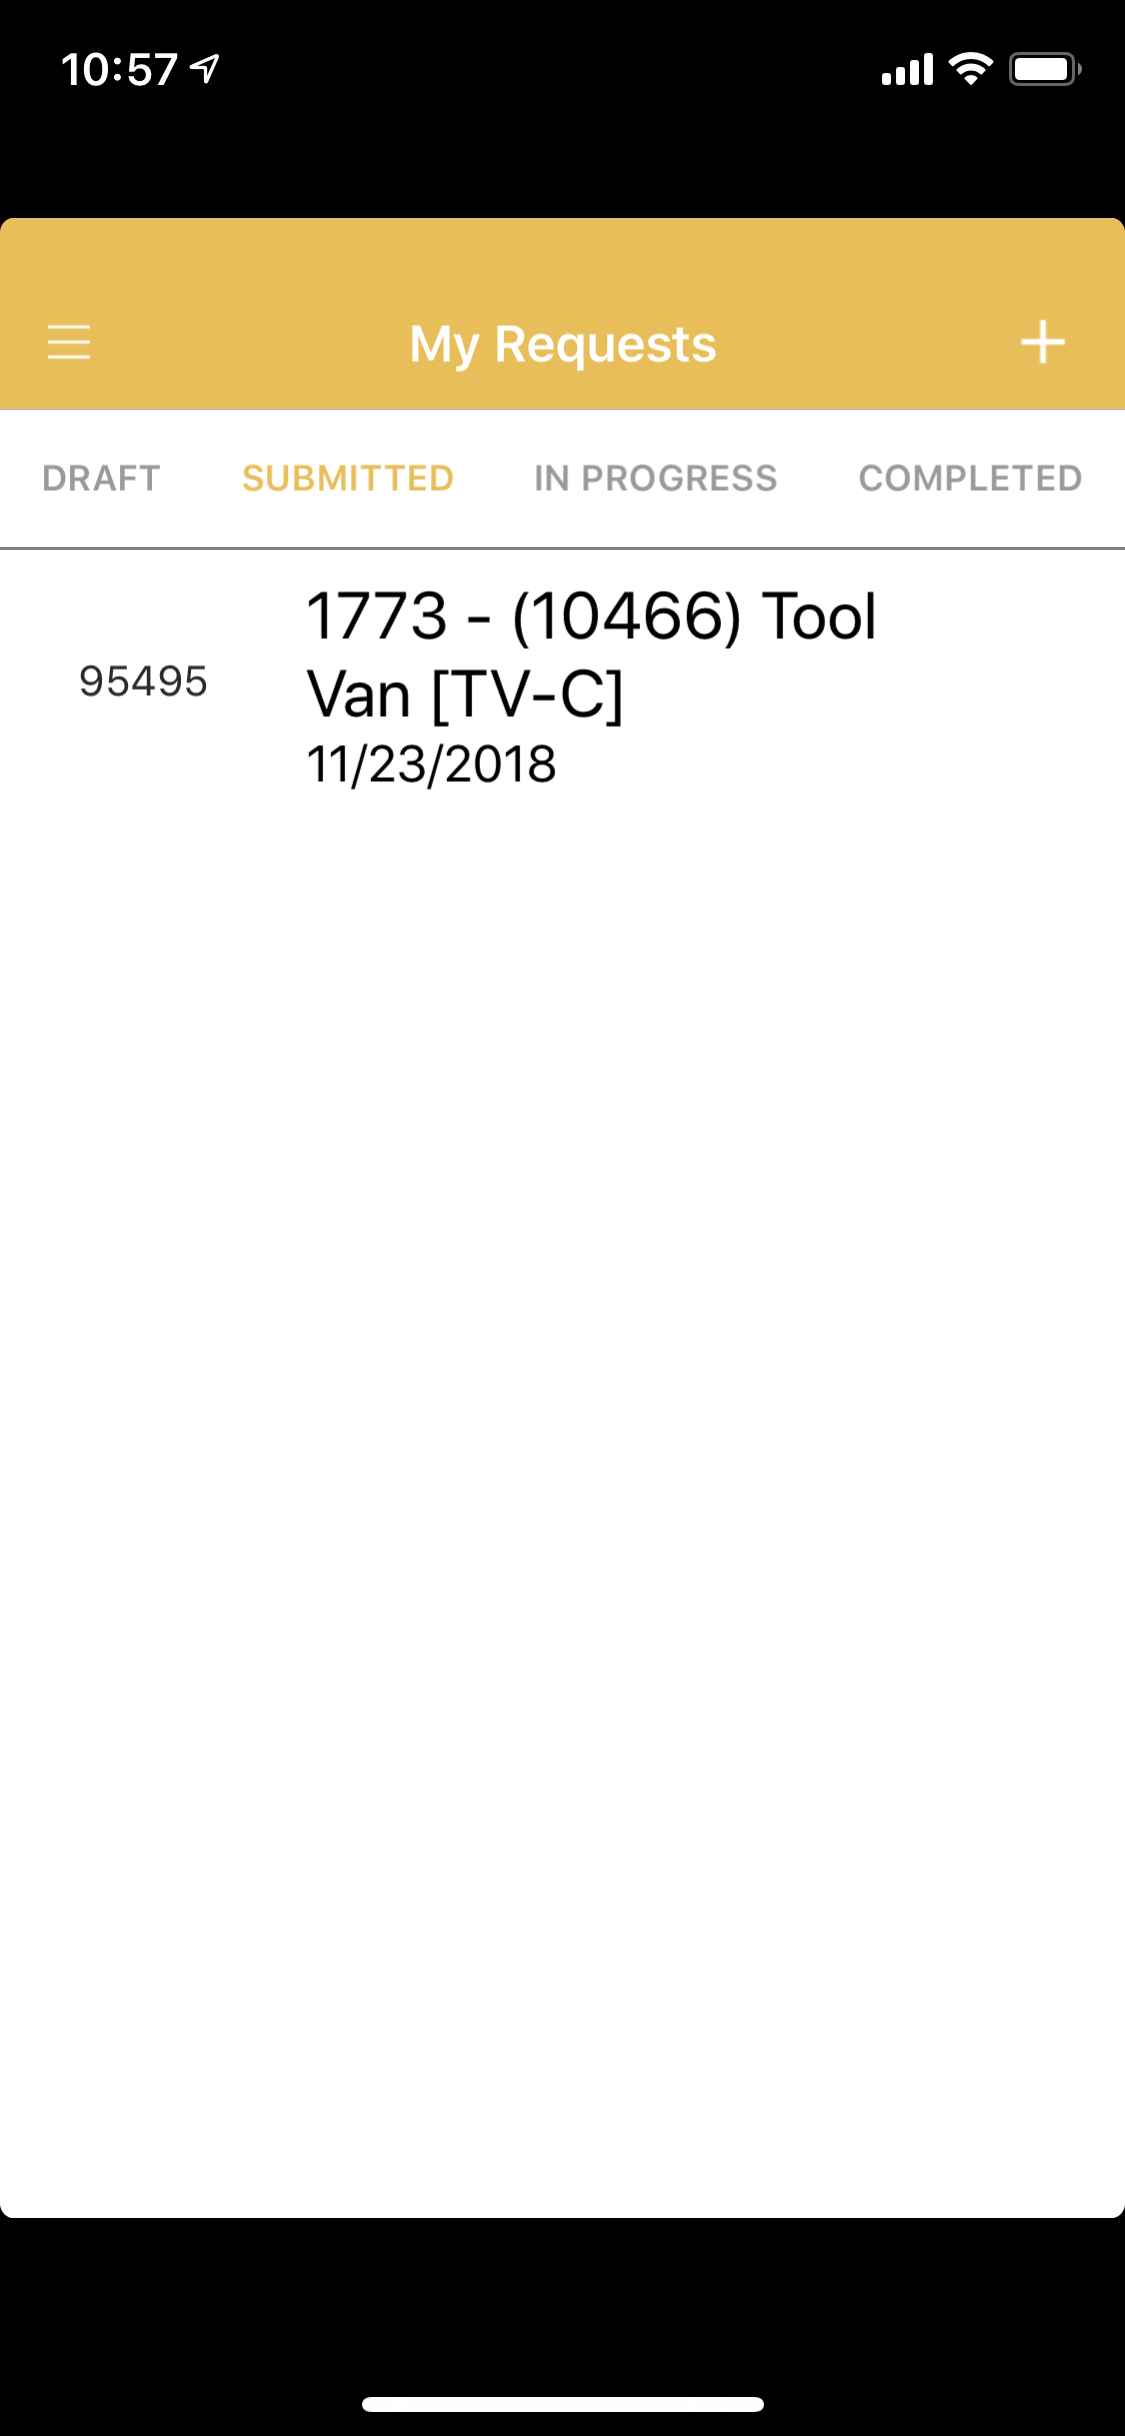 10:57
My Requests
DRAFT SUBMITTED IN PROGRESS COMPLETED
95495
1773 - (10466) Tool
Van [TV-C]
11/23/2018